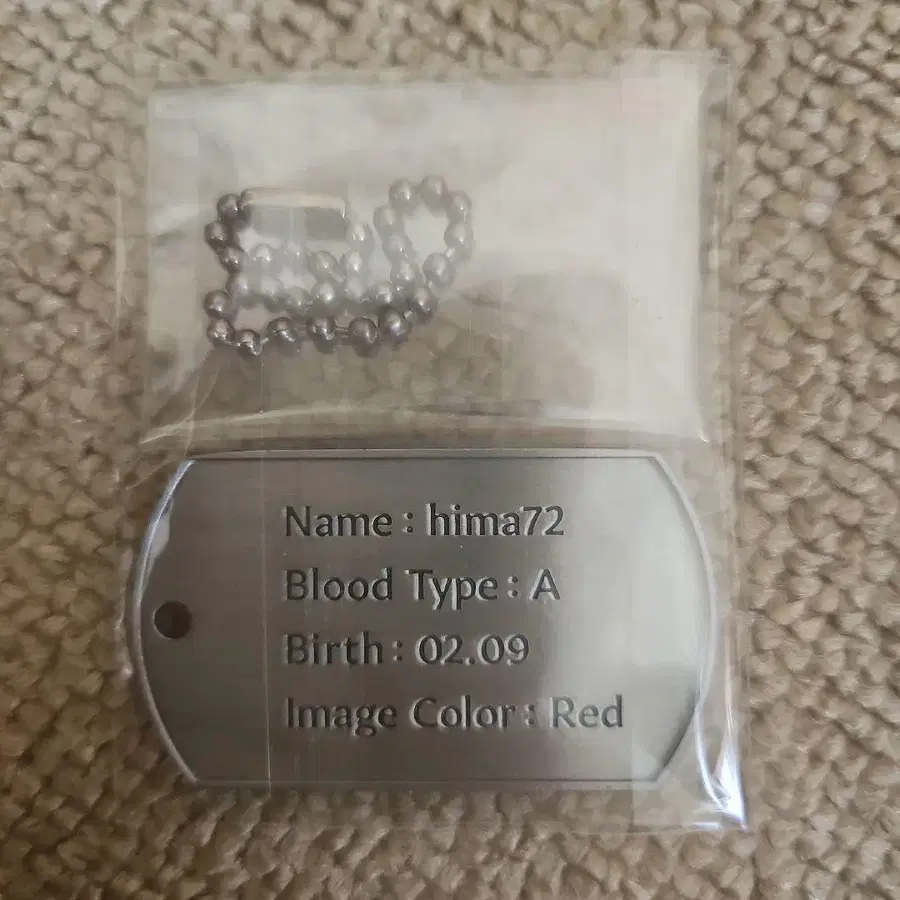 Name : hima72
Blood Type : A
Birth : 02.09
Image Color : Red